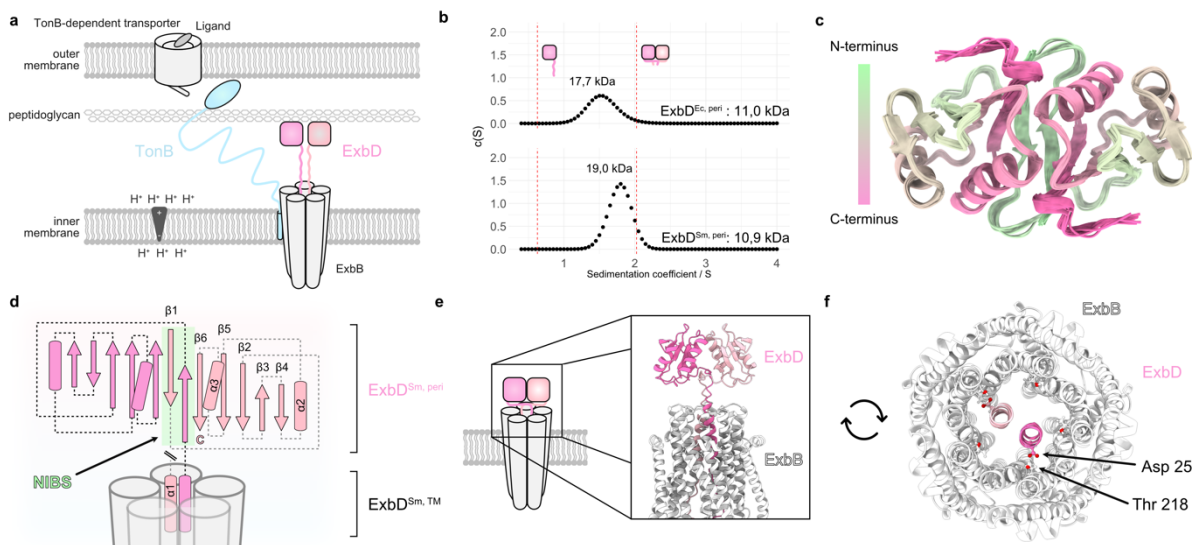 a
TonB-dependent transporter
Ligand
outer
membrane
peptidoglycan
TonB
ExbD
H⁺ H⁺ H⁺ H⁺
+
-
inner
membrane
H⁺ H⁺ H⁺
ExbB
b
2.0
1.5
1.0
0.5
0.0
17,7 kDa
ExbD^Ec, peri : 11,0 kDa
2.0
1.5
1.0
0.5
0.0
19,0 kDa
ExbD^Sm, peri: 10,9 kDa
c(S)
1 2 3 4
Sedimentation coefficient / S
c
N-terminus
C-terminus
d
β1
β6
β5
β2
β3
β4
α3
α2
C
NIBS
α1
ExbD^Sm, peri
ExbD^Sm, TM
e
ExbD
ExbB
f
ExbB
ExbD
Asp 25
Thr 218